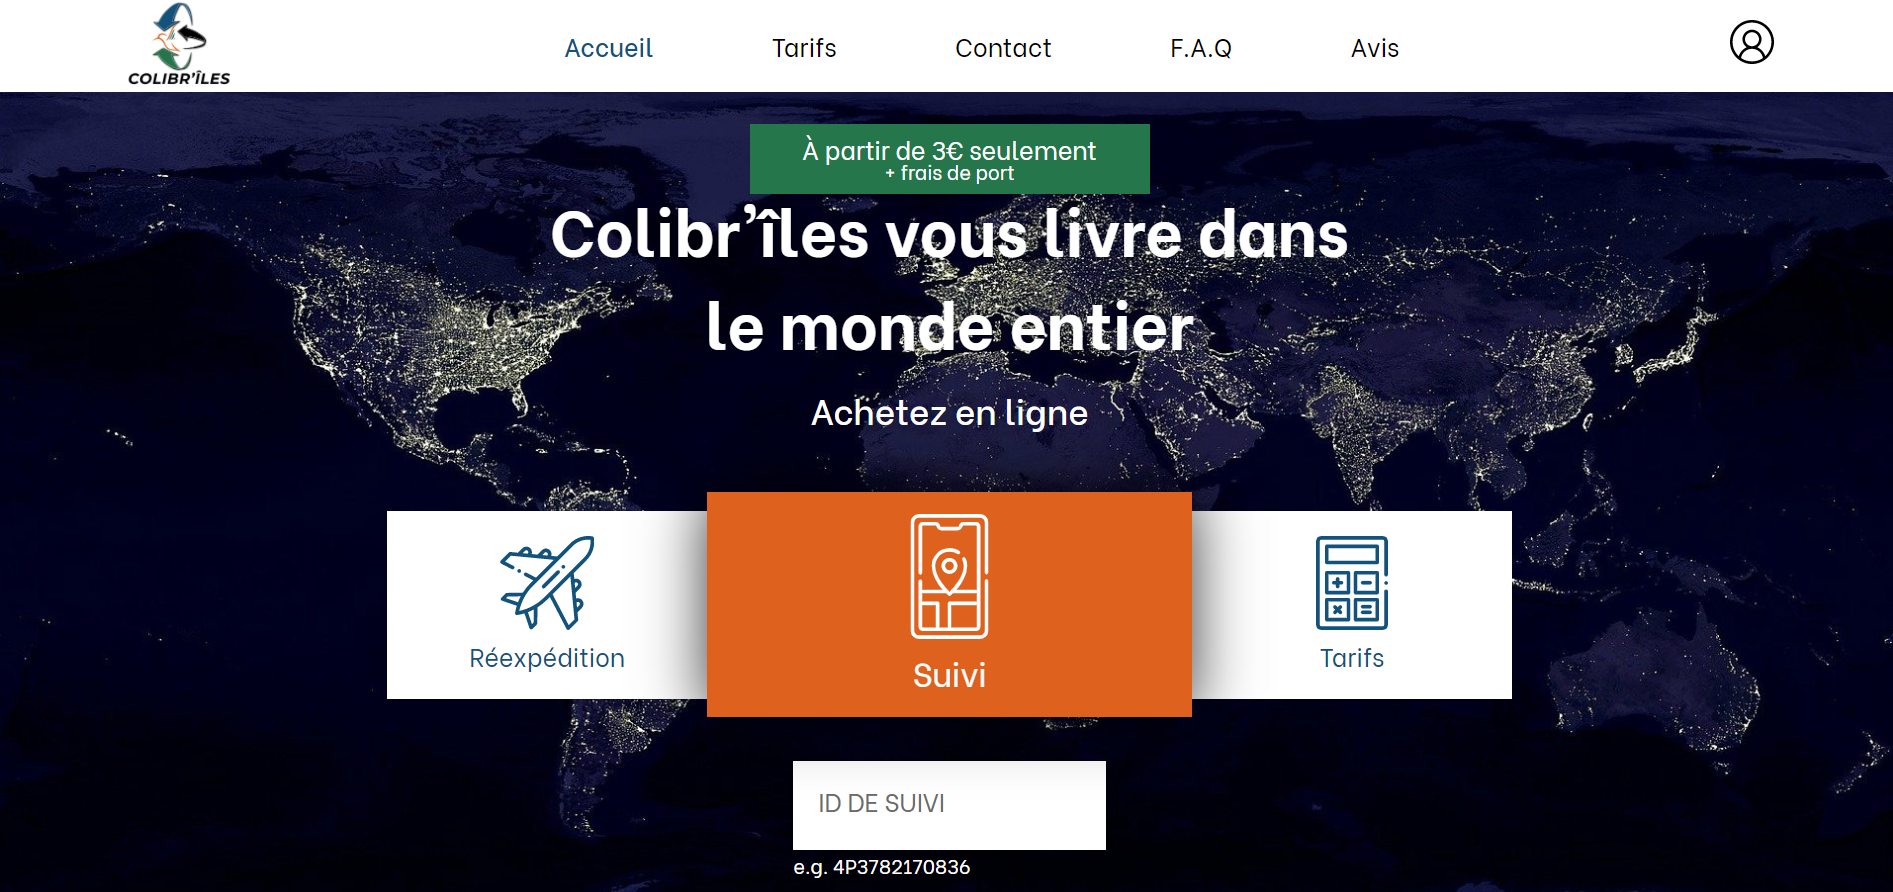 COLIBR'ÎLES
Accueil
Tarifs
Contact
F.A.Q
Avis
À partir de 3€ seulement
+ frais de port
Colibr’îles vous livre dans
le monde entier
Achetez en ligne
Réexpédition
Suivi
Tarifs
ID DE SUIVI
e.g. 4P3782170836